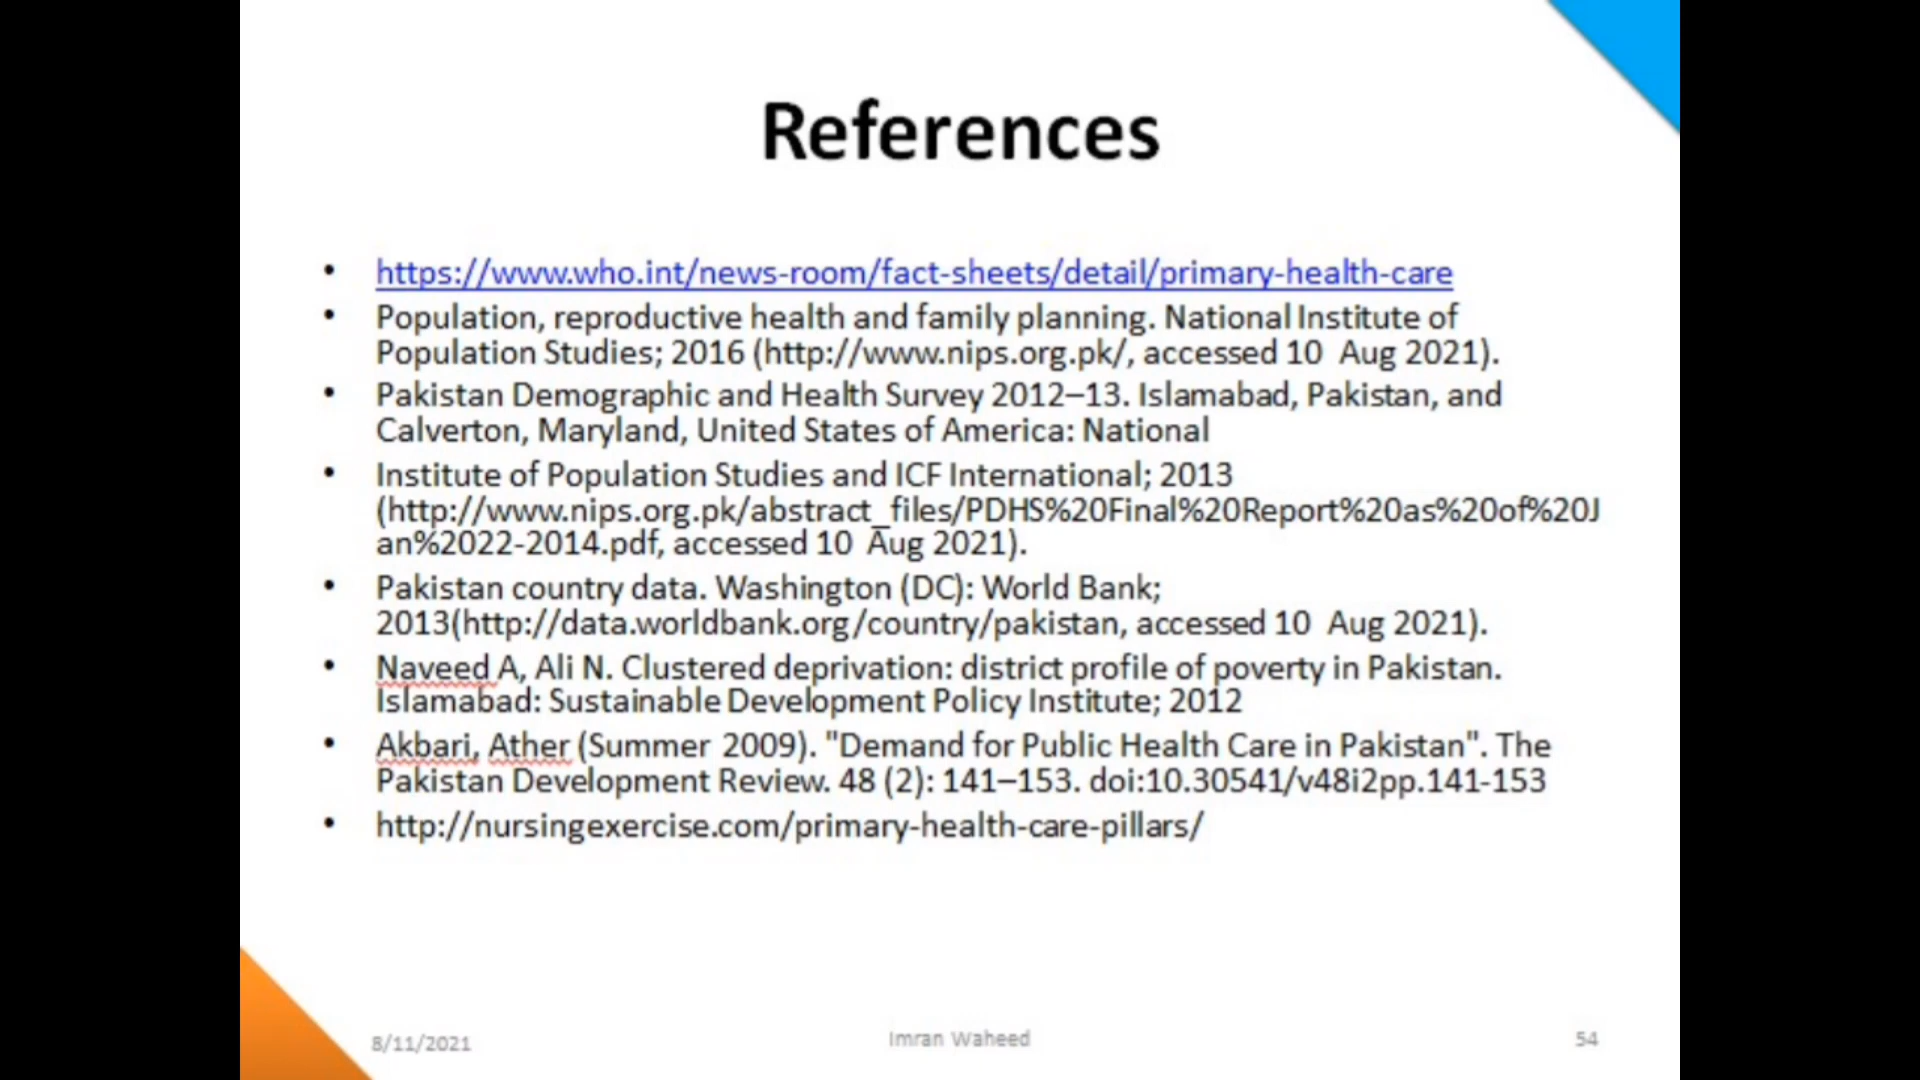 References
• https://www.who.int/news-room/fact-sheets/detail/primary-health-care
• Population, reproductive health and family planning. National Institute of
Population Studies; 2016 (http://www.nips.org.pk/, accessed 10 Aug 2021).
• Pakistan Demographic and Health Survey 2012–13. Islamabad, Pakistan, and
Calverton, Maryland, United States of America: National
• Institute of Population Studies and ICF International; 2013
(http://www.nips.org.pk/abstract_files/PDHS%20Final%20Report%20as%20of%20J
an%2022-2014.pdf, accessed 10 Aug 2021).
• Pakistan country data. Washington (DC): World Bank;
2013(http://data.worldbank.org/country/pakistan, accessed 10 Aug 2021).
• Naveed A, Ali N. Clustered deprivation: district profile of poverty in Pakistan.
Islamabad: Sustainable Development Policy Institute; 2012
• Akbari, Ather (Summer 2009). "Demand for Public Health Care in Pakistan". The
Pakistan Development Review. 48 (2): 141–153. doi:10.30541/v48i2pp.141-153
• http://nursingexercise.com/primary-health-care-pillars/
8/11/2021
Imran Waheed
54